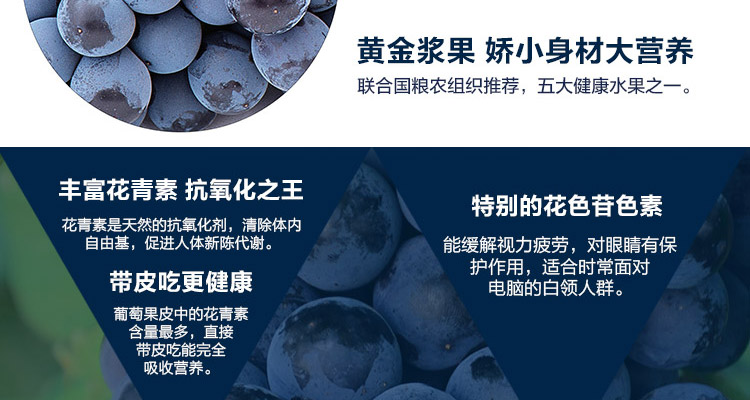 黄金浆果 娇小身材大营养
联合国粮农组织推荐，五大健康水果之一。
丰富花青素 抗氧化之王
花青素是天然的抗氧化剂，清除体内
自由基，促进人体新陈代谢。
带皮吃更健康
葡萄果皮中的花青素
含量最多，直接
带皮吃能完全
吸收营养。
特别的花色苷色素
能缓解视力疲劳，对眼睛有保
护作用，适合时常面对
电脑的白领人群。